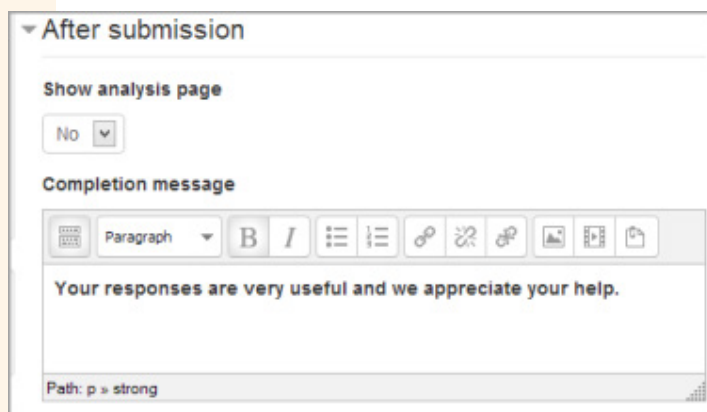 After submission
Show analysis page
No
Completion message
Paragraph B I
Your responses are very useful and we appreciate your help.
Path: p » strong